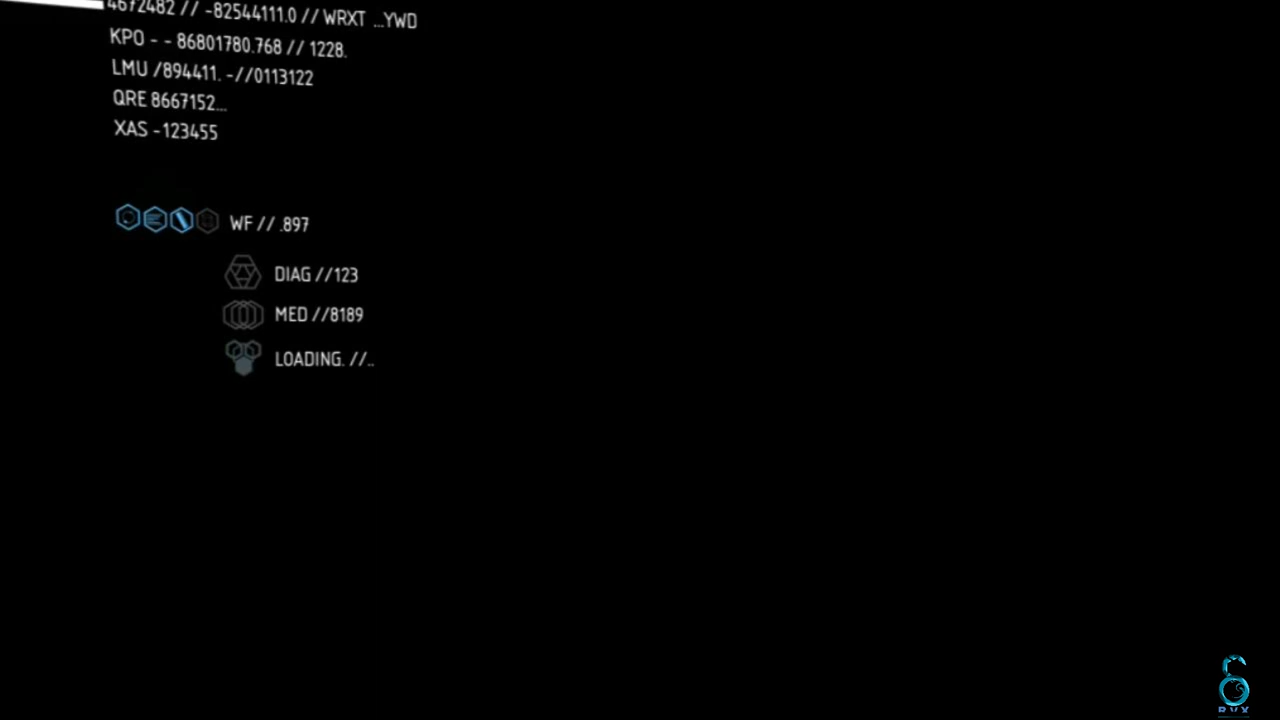 4672482 // -82544111.0 // WRXT ...YWD
KPO - - 86801780.768 // 1228.
LMU /894411. -//0113122
QRE 8667152...
XAS -123455
WF // .897
DIAG //123
MED //8189
LOADING. //..
RYX